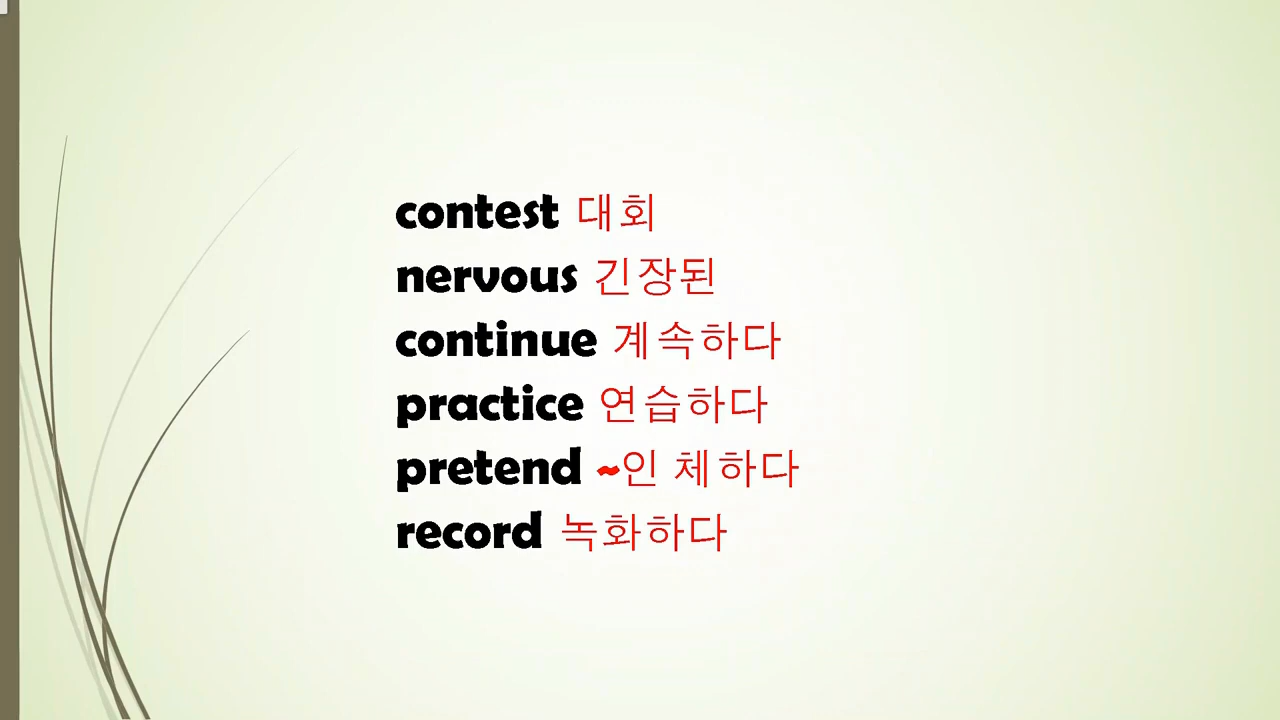 contest 대회
nervous 긴장된
continue 계속하다
practice 연습하다
pretend ~인 체하다
record 녹화하다